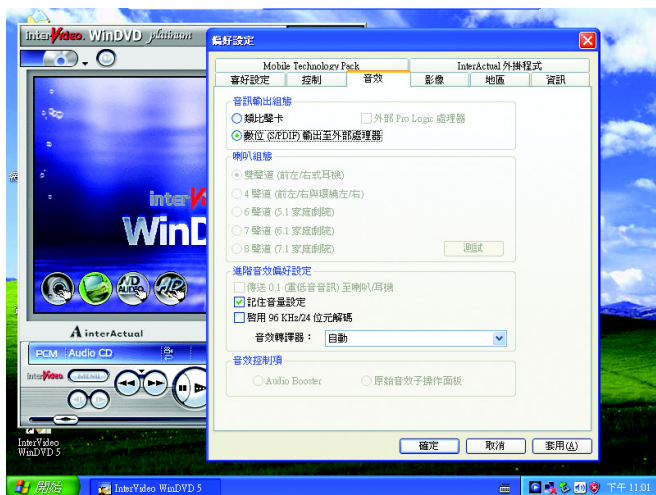 InterVideo. WinDVD platinum
偏好設定
Mobile Technology Pack
InterActual 外掛程式
喜好設定
控制
音效
影像
地區
資訊
音訊輸出組態
類比聲卡
外部 Pro Logic 處理器
數位 (S/PDIF) 輸出至外部處理器
喇叭組態
雙聲道 (前左/右或耳機)
4 聲道 (前左/右與環繞左/右)
6 聲道 (5.1 家庭劇院)
7 聲道 (6.1 家庭劇院)
8 聲道 (7.1 家庭劇院)
測試
進階音效偏好設定
傳送 0.1 (重低音音訊) 至喇叭/耳機
記住音量設定
啓用 96 KHz/24 位元解碼
音效轉譯器：
自動
音效控制項
Audio Booster
原始音效子操作面板
確定
取消
套用(A)
inter
WinD
AUDIO
InterActual
PCM
Audio CD
InterVideo
MENU
InterVideo
WinDVD 5
開始
InterVideo WinDVD 5
下午 11:01